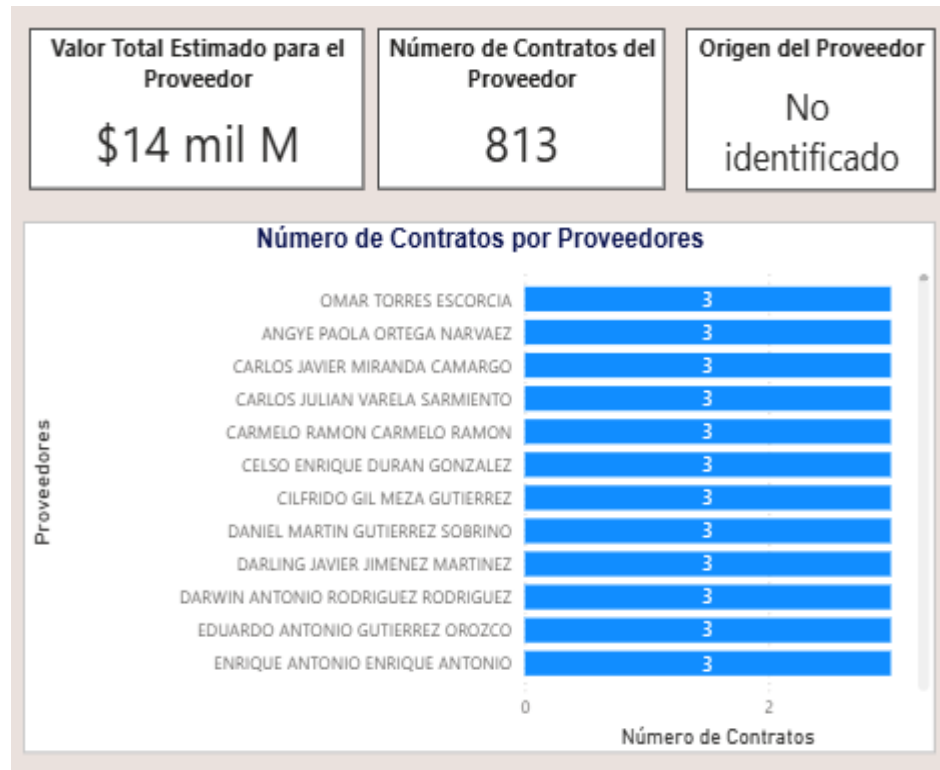 Valor Total Estimado para el
Proveedor
$14 mil M
Número de Contratos del
Proveedor
813
Origen del Proveedor
No
identificado
Número de Contratos por Proveedores
Proveedores
OMAR TORRES ESCORCIA 3
ANGYE PAOLA ORTEGA NARVAEZ 3
CARLOS JAVIER MIRANDA CAMARGO 3
CARLOS JULIAN VARELA SARMIENTO 3
CARMELO RAMON CARMELO RAMON 3
CELSO ENRIQUE DURAN GONZALEZ 3
CILFRIDO GIL MEZA GUTIERREZ 3
DANIEL MARTIN GUTIERREZ SOBRINO 3
DARLING JAVIER JIMENEZ MARTINEZ 3
DARWIN ANTONIO RODRIGUEZ RODRIGUEZ 3
EDUARDO ANTONIO GUTIERREZ OROZCO 3
ENRIQUE ANTONIO ENRIQUE ANTONIO 3
0 2
Número de Contratos